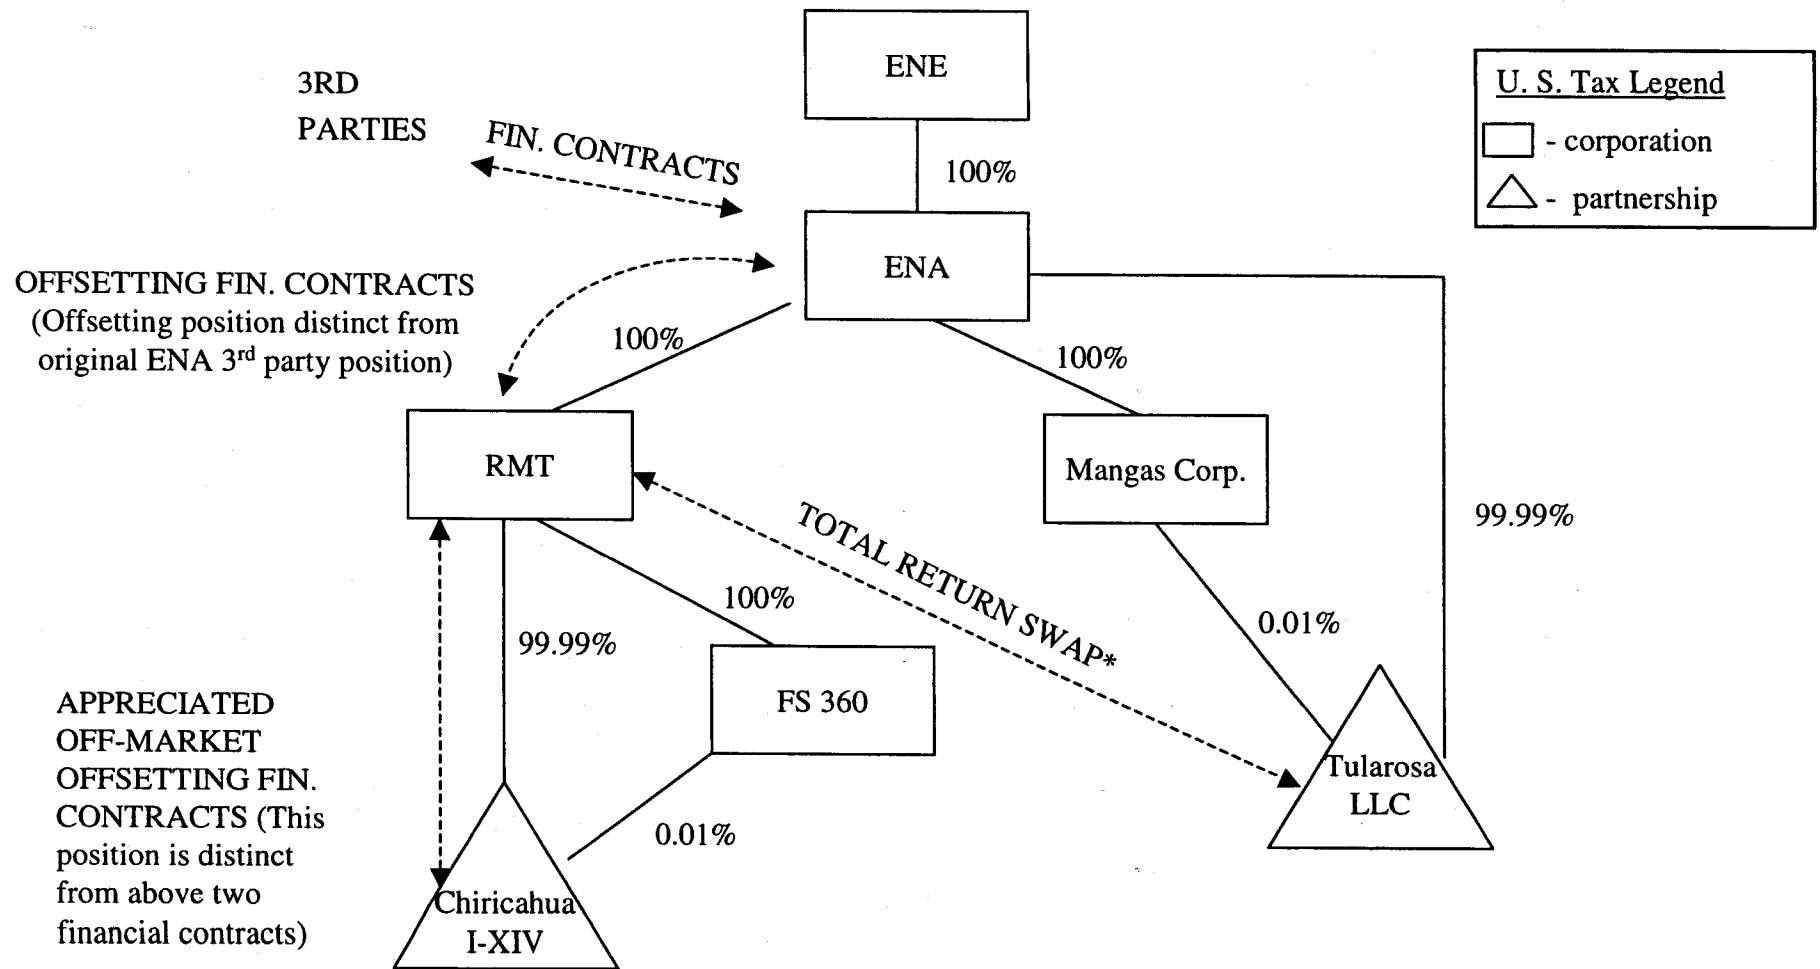 ENE
3RD
PARTIES
FIN. CONTRACTS
100%
U. S. Tax Legend
- corporation
- partnership
ENA
OFFSETTING FIN. CONTRACTS
(Offsetting position distinct from
original ENA 3rd party position)
100%
100%
RMT
Mangas Corp.
99.99%
TOTAL RETURN SWAP*
100%
99.99%
0.01%
FS 360
APPRECIATED
OFF-MARKET
OFFSETTING FIN.
CONTRACTS (This
position is distinct
from above two
financial contracts)
0.01%
Tularosa
LLC
Chiricahua
I-XIV